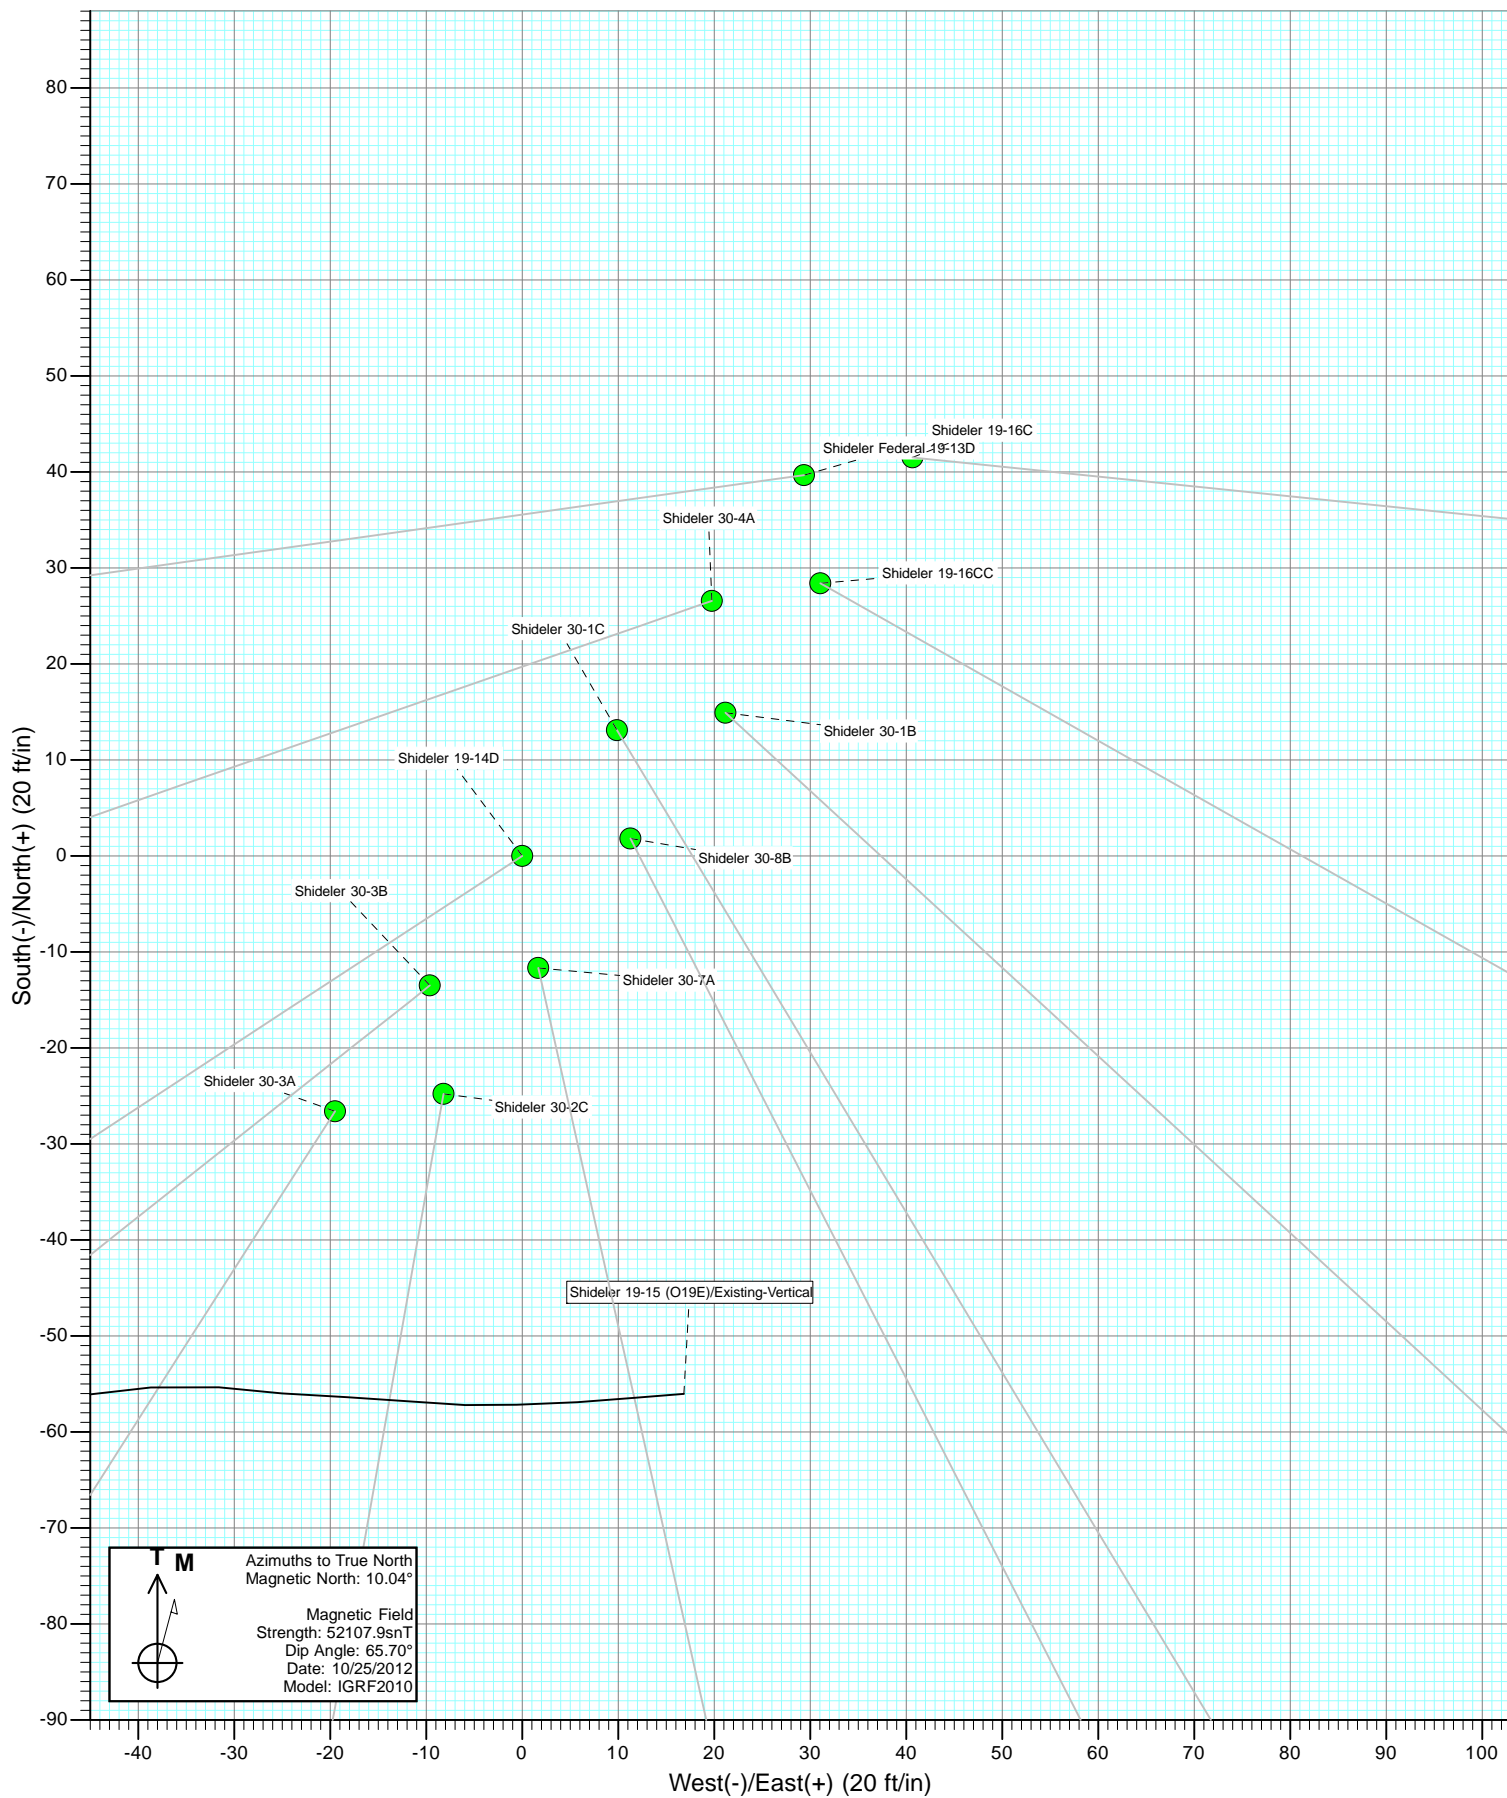 80
70
60
50
40
30
20
10
0
-10
-20
-30
-40
-50
-60
-70
-80
-90
South(-)/North(+) (20 ft/in)
Shideler 19-16C
Shideler Federal 19-13D
Shideler 30-4A
Shideler 19-16CC
Shideler 30-1C
Shideler 30-1B
Shideler 19-14D
Shideler 30-8B
Shideler 30-3B
Shideler 30-7A
Shideler 30-3A
Shideler 30-2C
Shideler 19-15 (O19E)/Existing-Vertical
T M
Azimuths to True North
Magnetic North: 10.04°
Magnetic Field
Strength: 52107.9snT
Dip Angle: 65.70°
Date: 10/25/2012
Model: IGRF2010
-40 -30 -20 -10 0 10 20 30 40 50 60 70 80 90 100
West(-)/East(+) (20 ft/in)